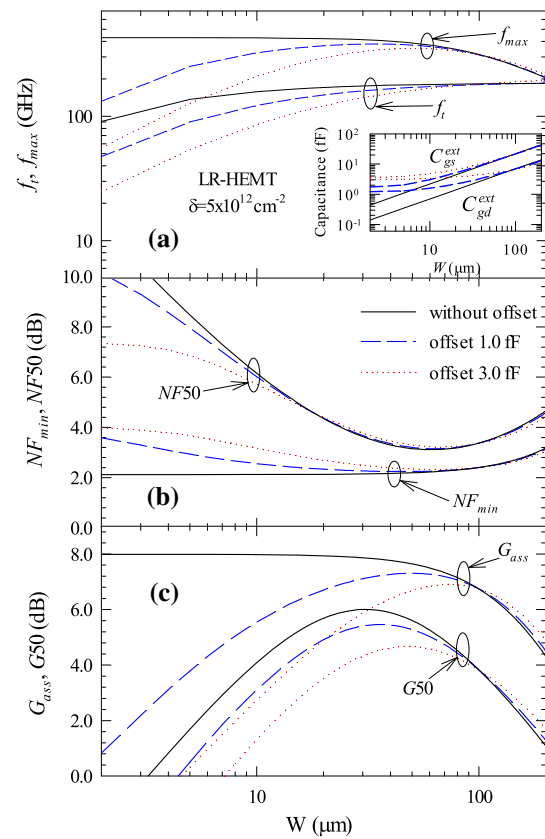 f_max
100
f_t, f_max (GHz)
f_t
LR-HEMT
δ=5x10^12cm^-2
(a)
10
10^2
10^1
10^0
10^-1
Capacitance (fF)
C_gs^ext
C_gd^ext
10 100
W (μm)
10.0
8.0
6.0
4.0
2.0
0.0
NF_min, NF50 (dB)
without offset
offset 1.0 fF
offset 3.0 fF
NF50
(b)
NF_min
8.0
6.0
4.0
2.0
0.0
G_ass, G50 (dB)
G_ass
(c)
G50
10 100
W (μm)